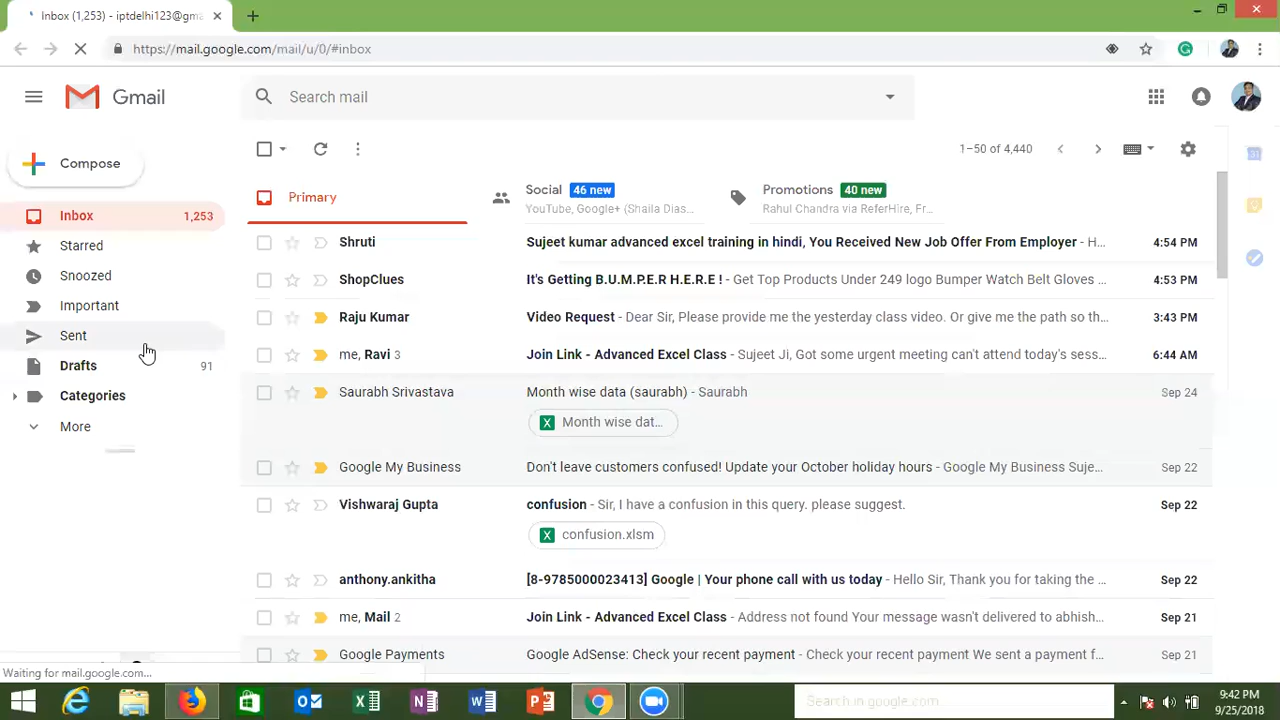 Inbox (1,253) - iptdelhi123@gma
https://mail.google.com/mail/u/0/#inbox
Gmail
Search mail
Compose
1–50 of 4,440
Primary
Social 46 new
YouTube, Google+ (Shaila Dias...
Promotions 40 new
Rahul Chandra via ReferHire, Fr...
Inbox 1,253
Starred
Snoozed
Important
Sent
Drafts 91
Categories
More
Shruti Sujeet kumar advanced excel training in hindi, You Received New Job Offer From Employer - H... 4:54 PM
ShopClues It's Getting B.U.M.P.E.R H.E.R.E ! - Get Top Products Under 249 logo Bumper Watch Belt Gloves ... 4:53 PM
Raju Kumar Video Request - Dear Sir, Please provide me the yesterday class video. Or give me the path so th... 3:43 PM
me, Ravi 3 Join Link - Advanced Excel Class - Sujeet Ji, Got some urgent meeting can't attend today's sess... 6:44 AM
Saurabh Srivastava Month wise data (saurabh) - Saurabh Sep 24
Month wise dat...
Google My Business Don't leave customers confused! Update your October holiday hours - Google My Business Suje... Sep 22
Vishwaraj Gupta confusion - Sir, I have a confusion in this query. please suggest. Sep 22
confusion.xlsm
anthony.ankitha [8-9785000023413] Google | Your phone call with us today - Hello Sir, Thank you for taking the ... Sep 22
me, Mail 2 Join Link - Advanced Excel Class - Address not found Your message wasn't delivered to abhish... Sep 21
Google Payments Google AdSense: Check your recent payment - Check your recent payment We sent a payment f... Sep 21
Waiting for mail.google.com...
Search in google.com
9:42 PM
9/25/2018